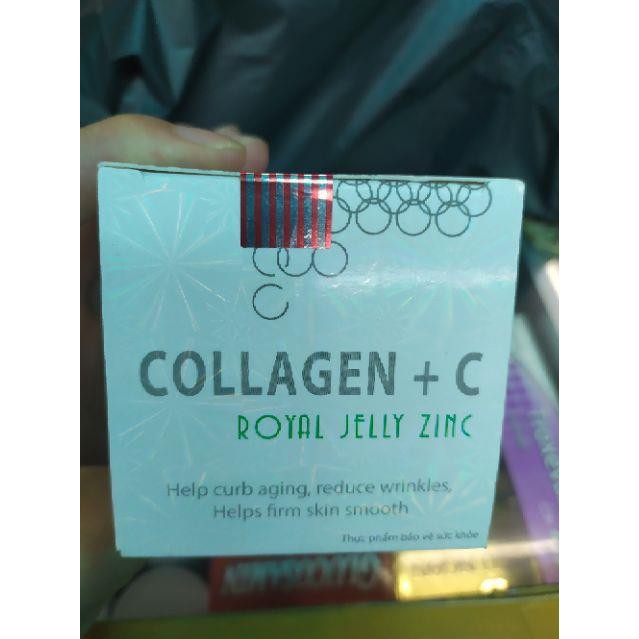 COLLAGEN + C
ROYAL JELLY ZINC
Help curb aging, reduce wrinkles,
Helps firm skin smooth
Thực phẩm bảo vệ sức khỏe
GLUCOSAMIN